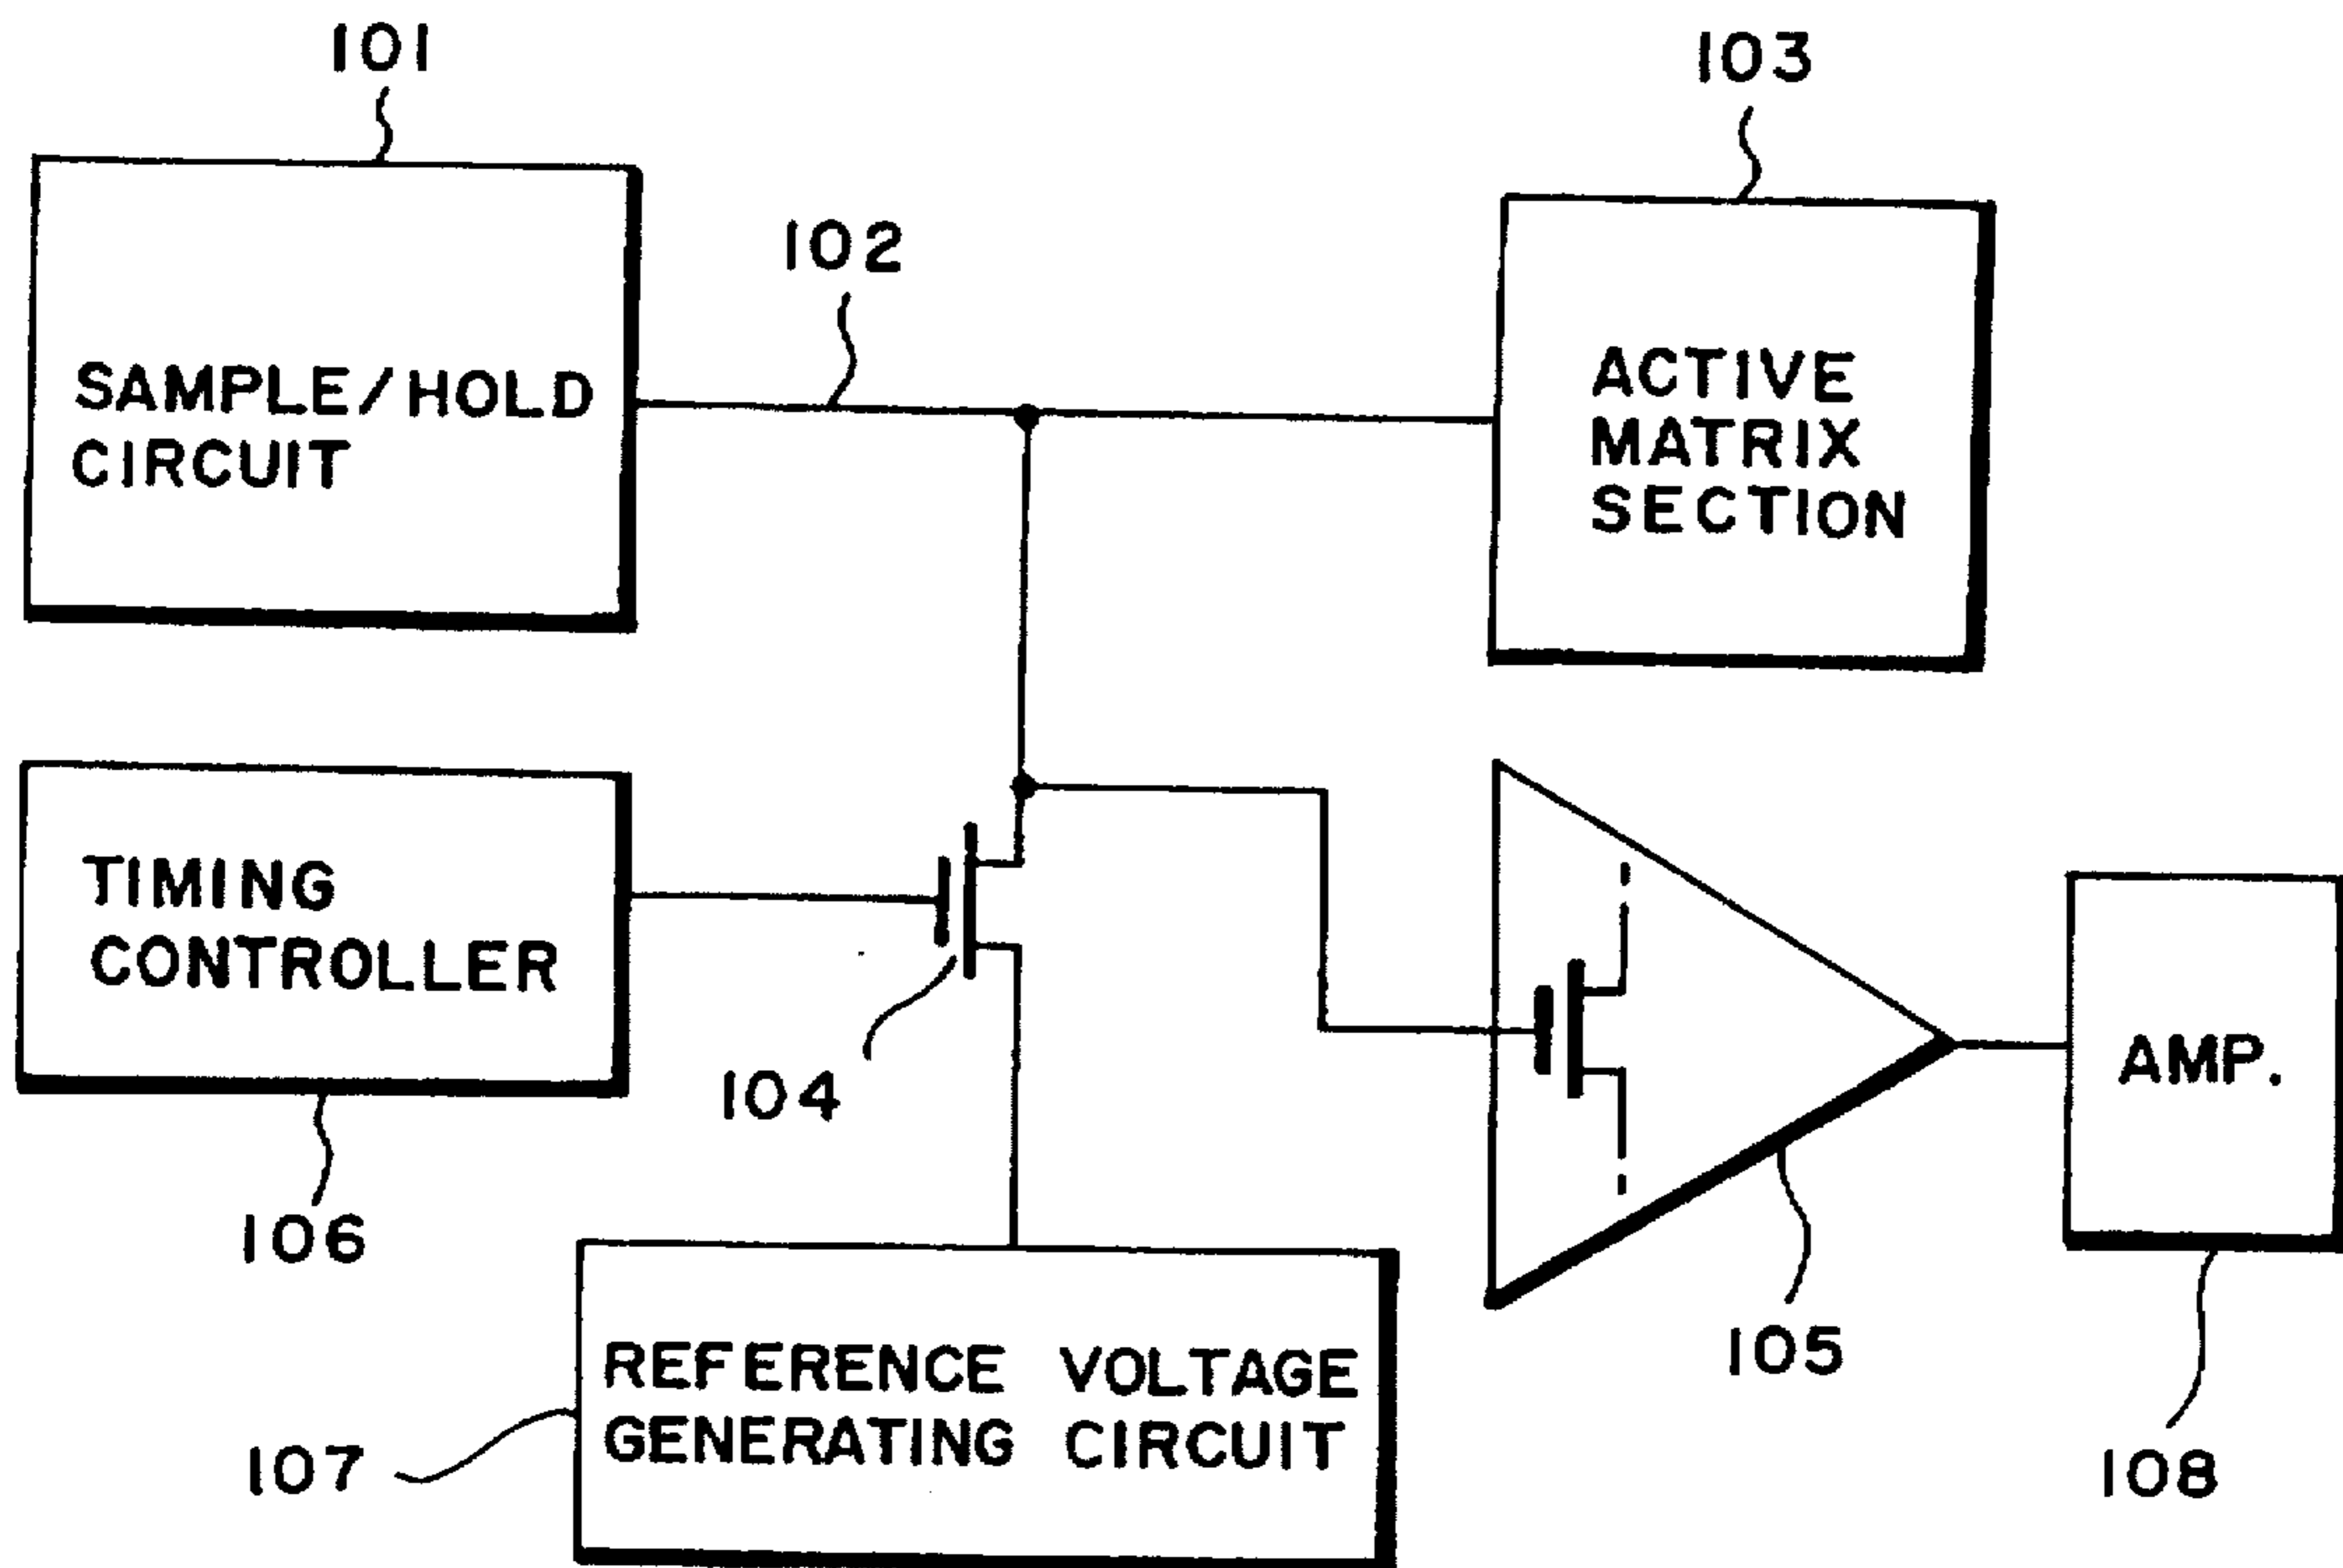 101
103
102
SAMPLE/HOLD
CIRCUIT
ACTIVE
MATRIX
SECTION
TIMING
CONTROLLER
104
AMP.
106
105
REFERENCE VOLTAGE
GENERATING CIRCUIT
107
108